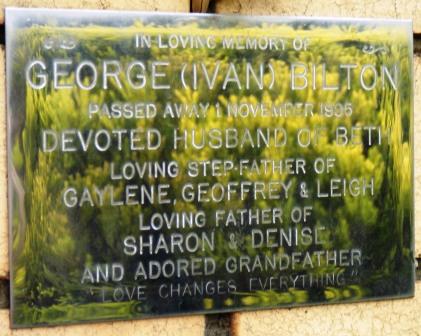 IN LOVING MEMORY OF
GEORGE (IVAN) BILTON
PASSED AWAY 1 NOVEMBER 1995
DEVOTED HUSBAND OF BETH
LOVING STEP-FATHER OF
GAYLENE, GEOFFREY & LEIGH
LOVING FATHER OF
SHARON & DENISE
AND ADORED GRANDFATHER
"LOVE CHANGES EVERYTHING"